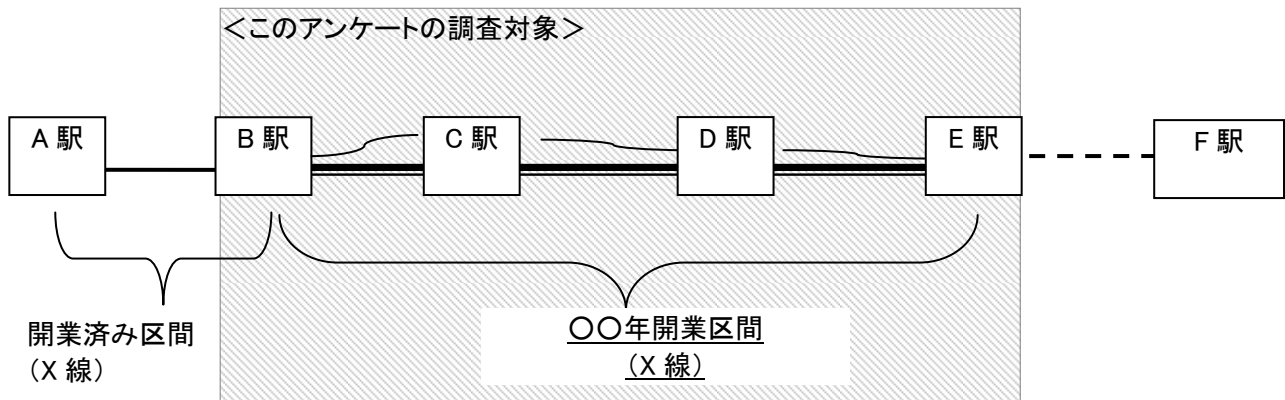 ＜このアンケートの調査対象＞
A 駅
B 駅
C 駅
D 駅
E 駅
F 駅
開業済み区間
（X 線）
〇〇年開業区間
（X 線）